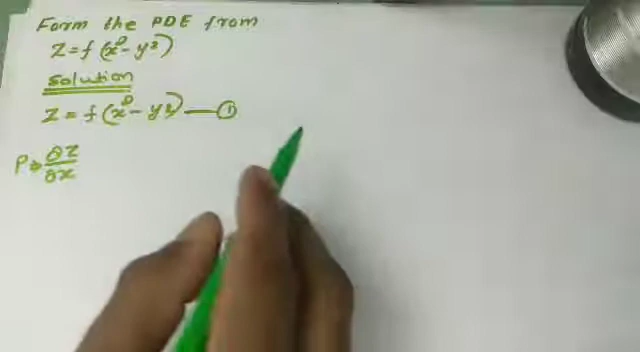 Form the PDE from
z = f(x² - y²)
Solution
z = f(x² - y²) — ①
P = ∂z/∂x